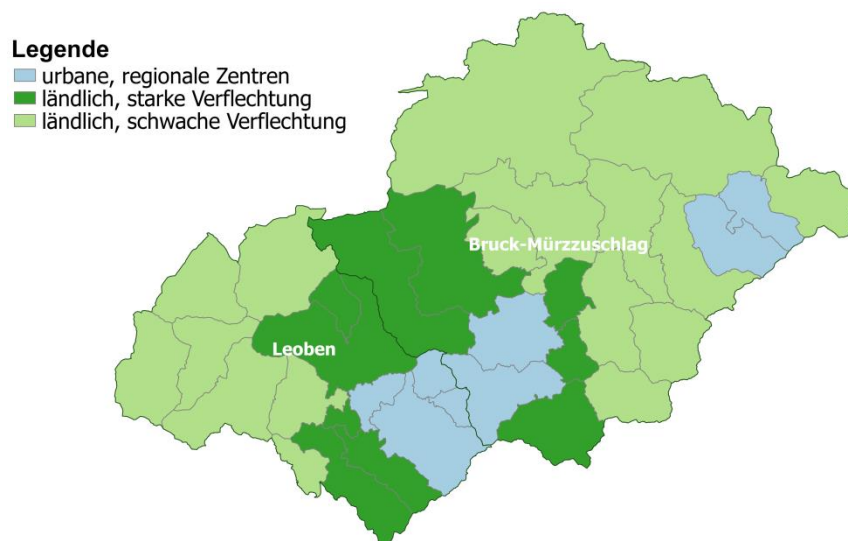 Legende
urbane, regionale Zentren
ländlich, starke Verflechtung
ländlich, schwache Verflechtung
Bruck-Mürzzuschlag
Leoben